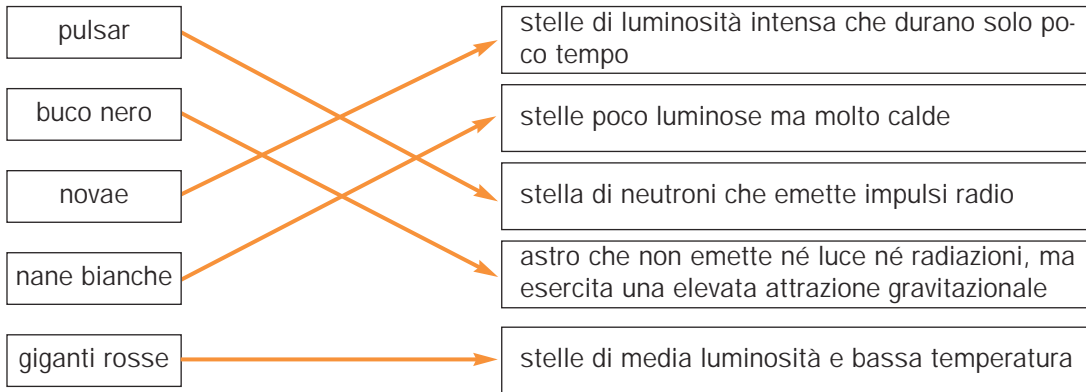 pulsar
stelle di luminosità intensa che durano solo po-
co tempo
buco nero
stelle poco luminose ma molto calde
novae
stella di neutroni che emette impulsi radio
nane bianche
astro che non emette né luce né radiazioni, ma
esercita una elevata attrazione gravitazionale
giganti rosse
stelle di media luminosità e bassa temperatura